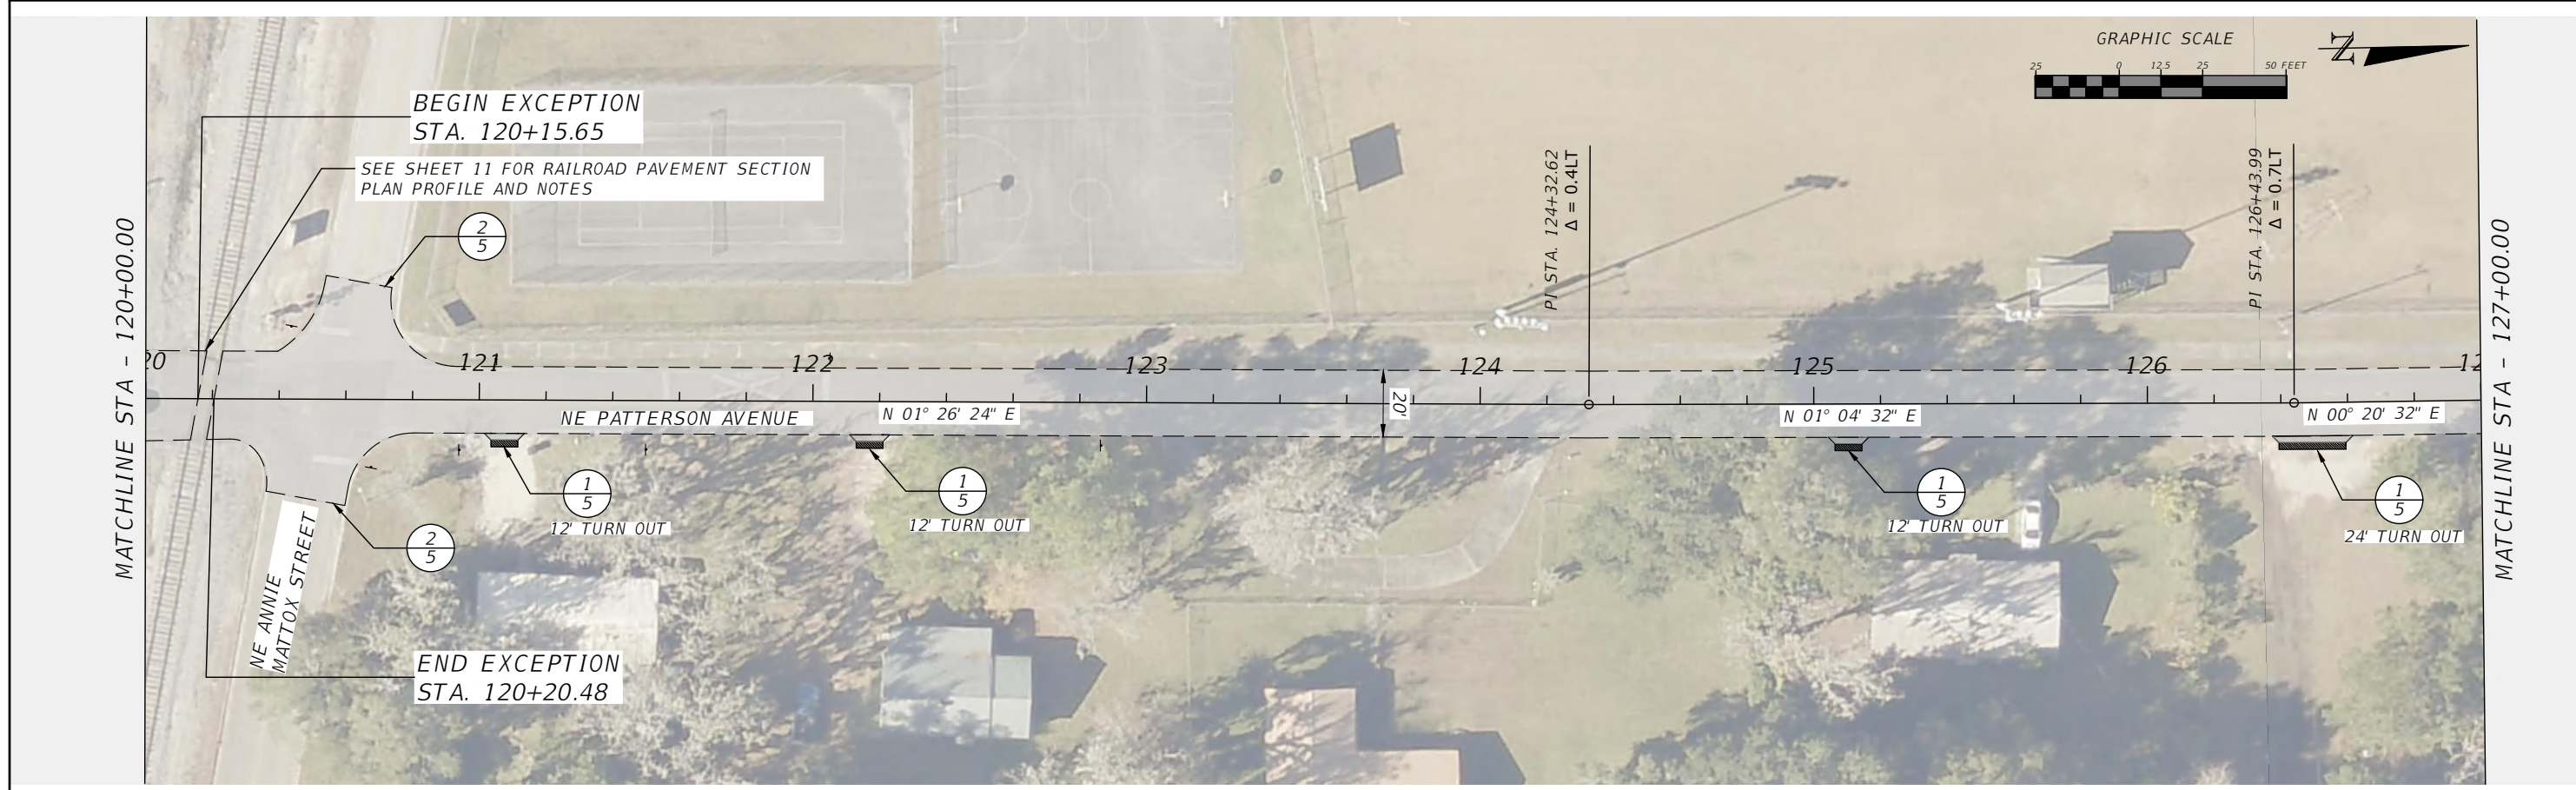 GRAPHIC SCALE
25 0 12.5 25 50 FEET
N
BEGIN EXCEPTION
STA. 120+15.65
SEE SHEET 11 FOR RAILROAD PAVEMENT SECTION
PLAN PROFILE AND NOTES
2
5
PI STA. 124+32.62
Δ = 0.4LT
PI STA. 126+43.99
Δ = 0.7LT
MATCHLINE STA - 120+00.00
MATCHLINE STA - 127+00.00
20 121 122 123 124 125 126 12
NE PATTERSON AVENUE
N 01° 26' 24" E
20'
N 01° 04' 32" E
N 00° 20' 32" E
1
5
12' TURN OUT
1
5
12' TURN OUT
1
5
12' TURN OUT
1
5
24' TURN OUT
2
5
NE ANNIE
MATTOX STREET
END EXCEPTION
STA. 120+20.48